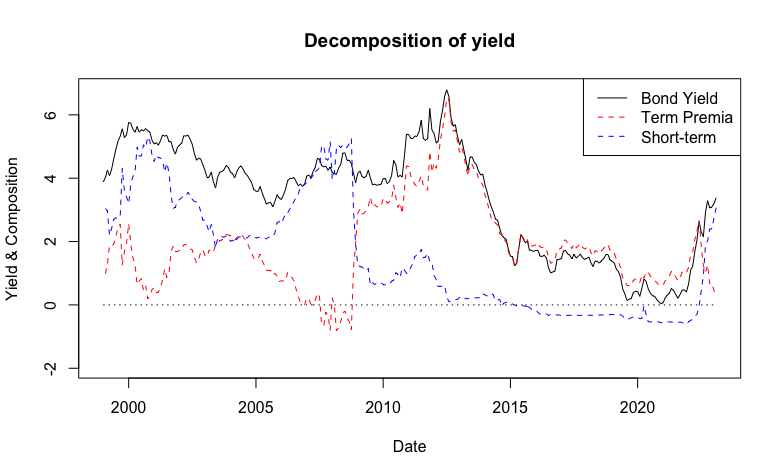 Decomposition of yield
Bond Yield
Term Premia
Short-term
Yield & Composition
6
4
2
0
-2
2000 2005 2010 2015 2020
Date